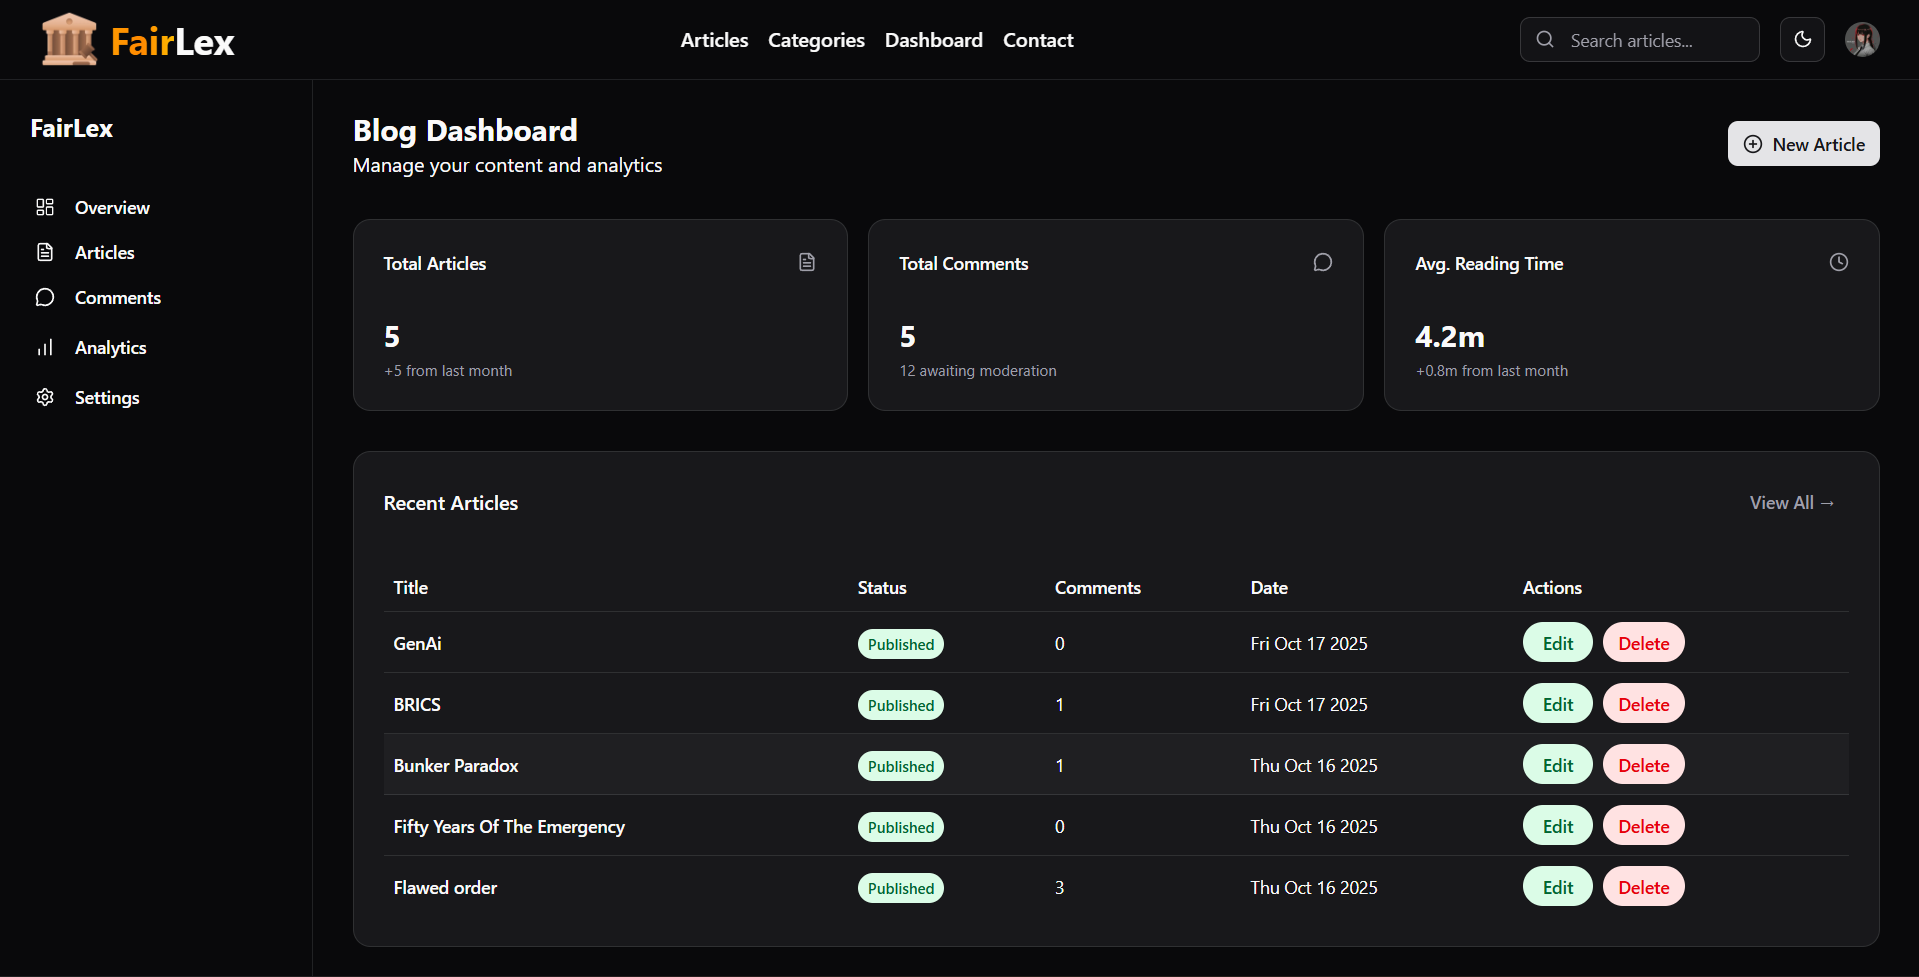 FairLex
Articles Categories Dashboard Contact
Search articles...
FairLex
Overview
Articles
Comments
Analytics
Settings
Blog Dashboard
Manage your content and analytics
New Article
Total Articles
5
+5 from last month
Total Comments
5
12 awaiting moderation
Avg. Reading Time
4.2m
+0.8m from last month
Recent Articles
View All →
Title Status Comments Date Actions
GenAi Published 0 Fri Oct 17 2025 Edit Delete
BRICS Published 1 Fri Oct 17 2025 Edit Delete
Bunker Paradox Published 1 Thu Oct 16 2025 Edit Delete
Fifty Years Of The Emergency Published 0 Thu Oct 16 2025 Edit Delete
Flawed order Published 3 Thu Oct 16 2025 Edit Delete